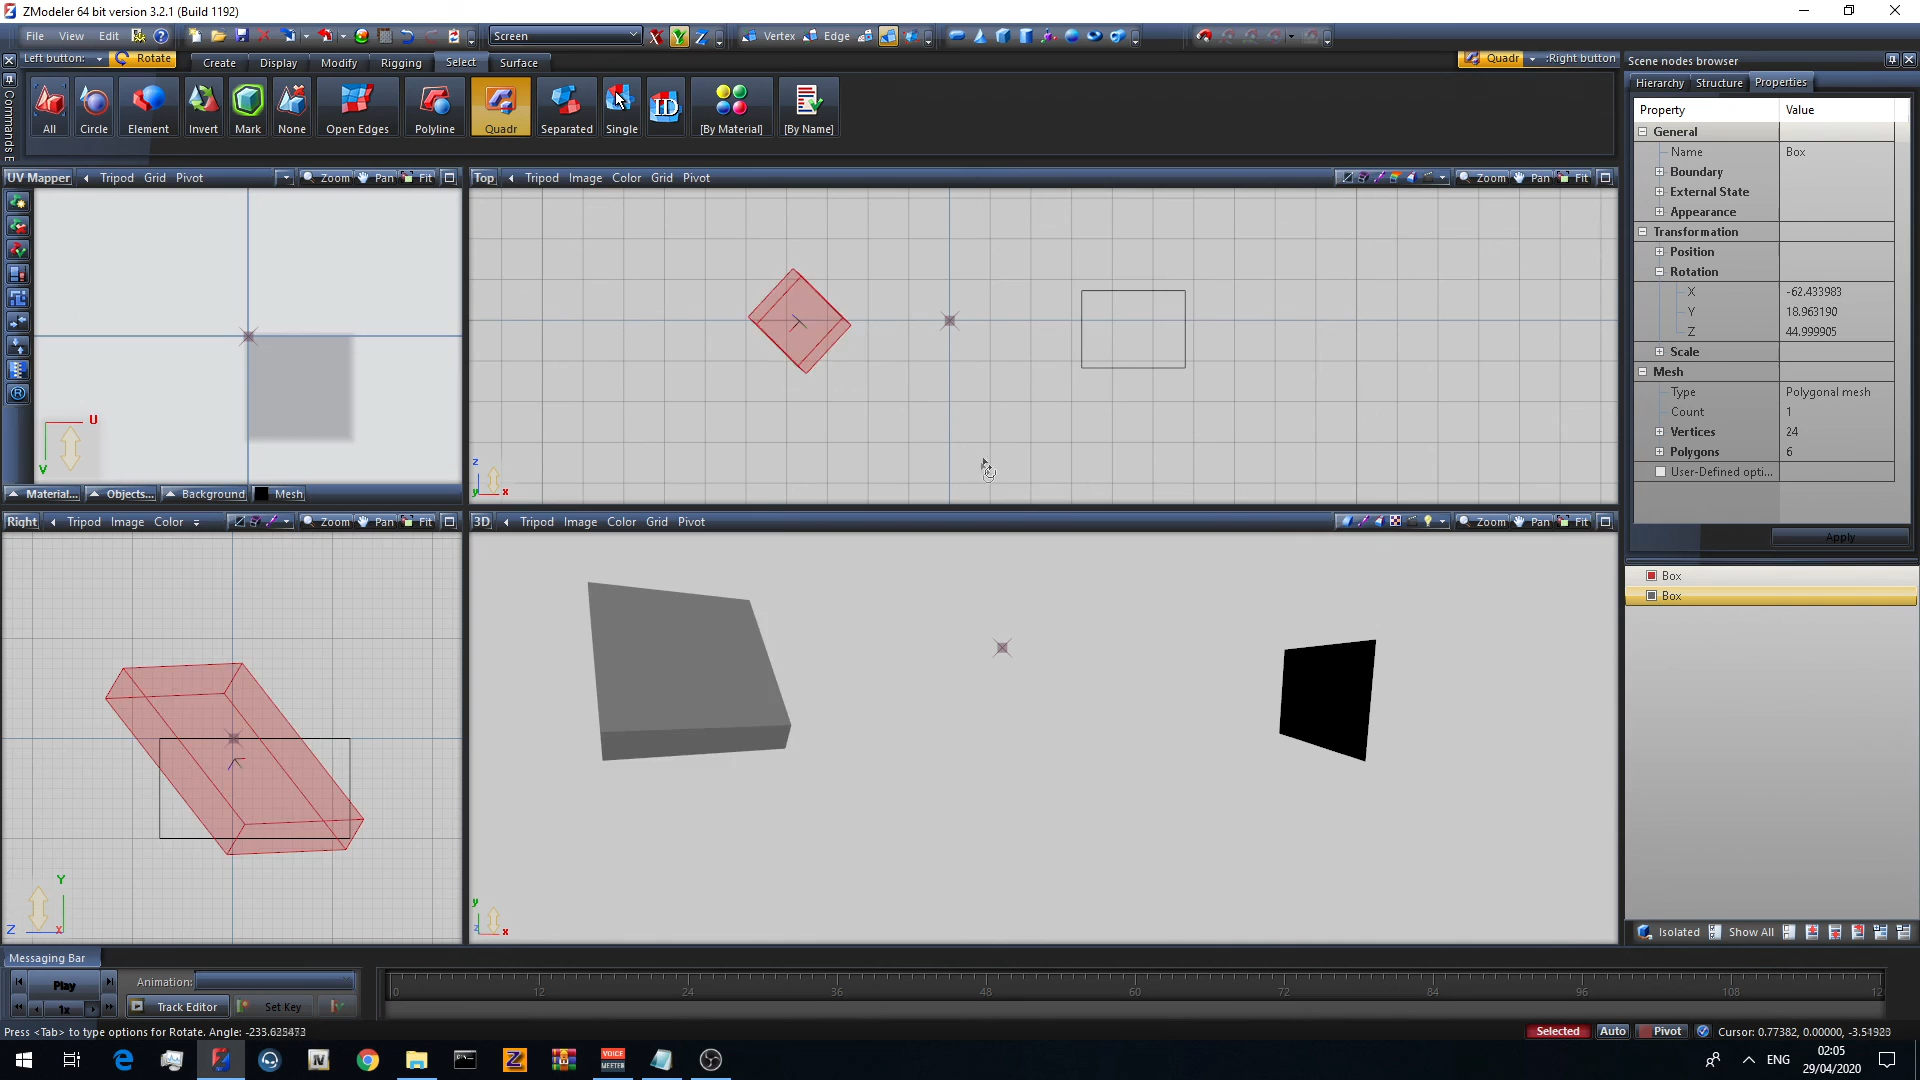 ZModeler 64 bit version 3.2.1 (Build 1192)
File View Edit Screen X Y Z Vertex Edge
Left button: Rotate Create Display Modify Rigging Select Surface Quadr :Right button
All Circle Element Invert Mark None Open Edges Polyline Quadr Separated Single ID [By Material] [By Name]
Commands
UV Mapper Tripod Grid Pivot Zoom Pan Fit
U
V
Material... Objects... Background Mesh
Top Tripod Image Color Grid Pivot Zoom Pan Fit
z
y x
Right Tripod Image Color Zoom Pan Fit
Y
Z x
3D Tripod Image Color Grid Pivot Zoom Pan Fit
y
z x
Scene nodes browser
Hierarchy Structure Properties
Property Value
General
Name Box
Boundary
External State
Appearance
Transformation
Position
Rotation
X -62.433983
Y 18.963190
Z 44.999905
Scale
Mesh
Type Polygonal mesh
Count 1
Vertices 24
Polygons 6
User-Defined opti...
Apply
Box
Box
Isolated Show All
Messaging Bar
Play Animation:
1x Track Editor Set Key
0 12 24 36 48 60 72 84 96 108
Press <Tab> to type options for Rotate. Angle: Selected Auto Pivot Cursor: 0.77382, 0.00000,
ENG 02:05
29/04/2020
VOICE
MEETER